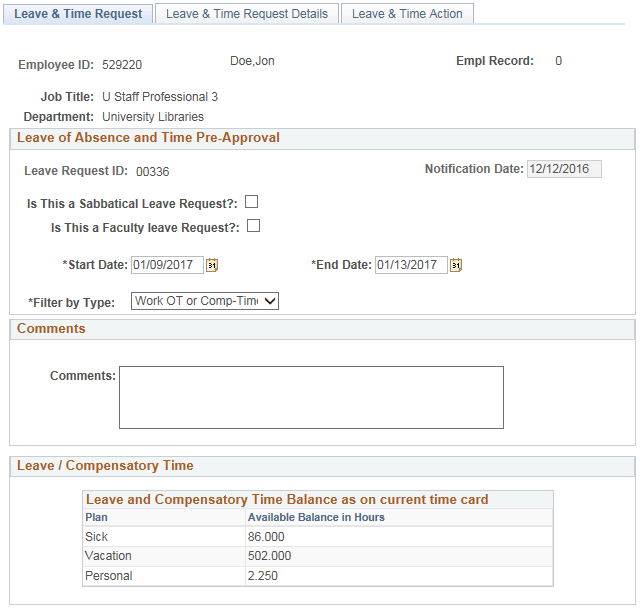 Leave & Time Request Leave & Time Request Details Leave & Time Action
Employee ID: 529220 Doe,Jon Empl Record: 0
Job Title: U Staff Professional 3
Department: University Libraries
Leave of Absence and Time Pre-Approval
Leave Request ID: 00336 Notification Date: 12/12/2016
Is This a Sabbatical Leave Request?:
Is This a Faculty leave Request?:
*Start Date: 01/09/2017 31 *End Date: 01/13/2017 31
*Filter by Type: Work OT or Comp-Time
Comments
Comments:
Leave / Compensatory Time
Leave and Compensatory Time Balance as on current time card
Plan Available Balance in Hours
Sick 86.000
Vacation 502.000
Personal 2.250